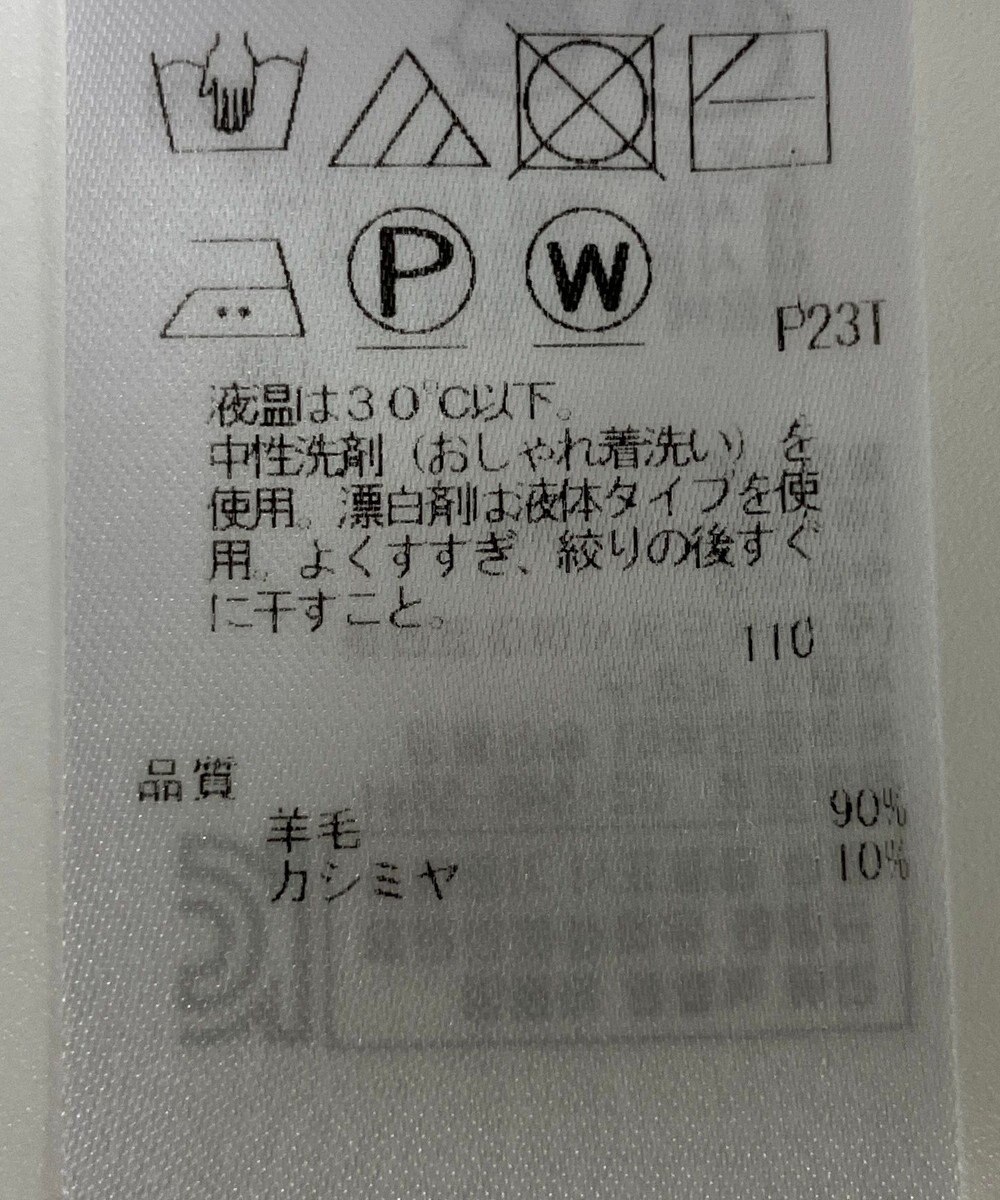 P W
P23T
液温は30℃以下。
中性洗剤（おしゃれ着洗い）を
使用。漂白剤は液体タイプを使
用。よくすすぎ、絞りの後すぐ
に干すこと。
110
品質
羊毛 90%
カシミヤ 10%